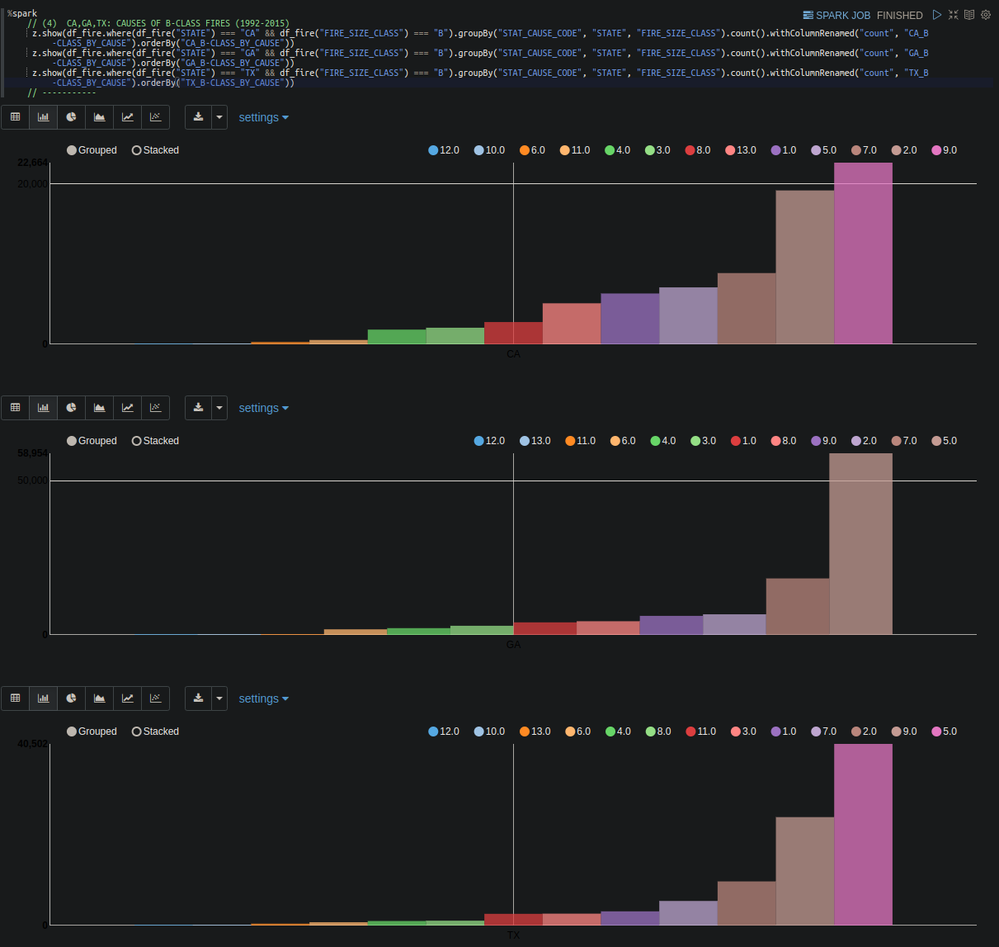 %spark
SPARK JOB FINISHED
// (4)  CA,GA,TX: CAUSES OF B-CLASS FIRES (1992-2015)
z.show(df_fire.where(df_fire("STATE") === "CA" && df_fire("FIRE_SIZE_CLASS") === "B").groupBy("STAT_CAUSE_CODE", "STATE", "FIRE_SIZE_CLASS").count().withColumnRenamed("count", "CA_B
-CLASS_BY_CAUSE").orderBy("CA_B-CLASS_BY_CAUSE"))
z.show(df_fire.where(df_fire("STATE") === "GA" && df_fire("FIRE_SIZE_CLASS") === "B").groupBy("STAT_CAUSE_CODE", "STATE", "FIRE_SIZE_CLASS").count().withColumnRenamed("count", "GA_B
-CLASS_BY_CAUSE").orderBy("GA_B-CLASS_BY_CAUSE"))
z.show(df_fire.where(df_fire("STATE") === "TX" && df_fire("FIRE_SIZE_CLASS") === "B").groupBy("STAT_CAUSE_CODE", "STATE", "FIRE_SIZE_CLASS").count().withColumnRenamed("count", "TX_B
-CLASS_BY_CAUSE").orderBy("TX_B-CLASS_BY_CAUSE"))
// -----------
settings
Grouped Stacked 12.0 10.0 6.0 11.0 4.0 3.0 8.0 13.0 1.0 5.0 7.0 2.0 9.0
22,664
20,000
0
CA
settings
Grouped Stacked 12.0 13.0 11.0 6.0 4.0 3.0 1.0 8.0 9.0 2.0 7.0 5.0
58,954
50,000
0
GA
settings
Grouped Stacked 12.0 10.0 13.0 6.0 4.0 8.0 11.0 3.0 1.0 7.0 2.0 9.0 5.0
40,502
0
TX